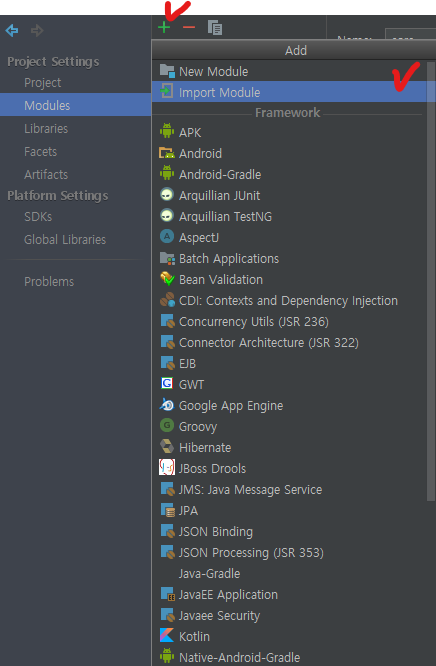 Name:
Add
Project Settings
Project
Modules
Libraries
Facets
Artifacts
Platform Settings
SDKs
Global Libraries
Problems
New Module
Import Module
Framework
APK
Android
Android-Gradle
Arquillian JUnit
Arquillian TestNG
AspectJ
Batch Applications
Bean Validation
CDI: Contexts and Dependency Injection
Concurrency Utils (JSR 236)
Connector Architecture (JSR 322)
EJB
GWT
Google App Engine
Groovy
Hibernate
JBoss Drools
JMS: Java Message Service
JPA
JSON Binding
JSON Processing (JSR 353)
Java-Gradle
JavaEE Application
Javaee Security
Kotlin
Native-Android-Gradle